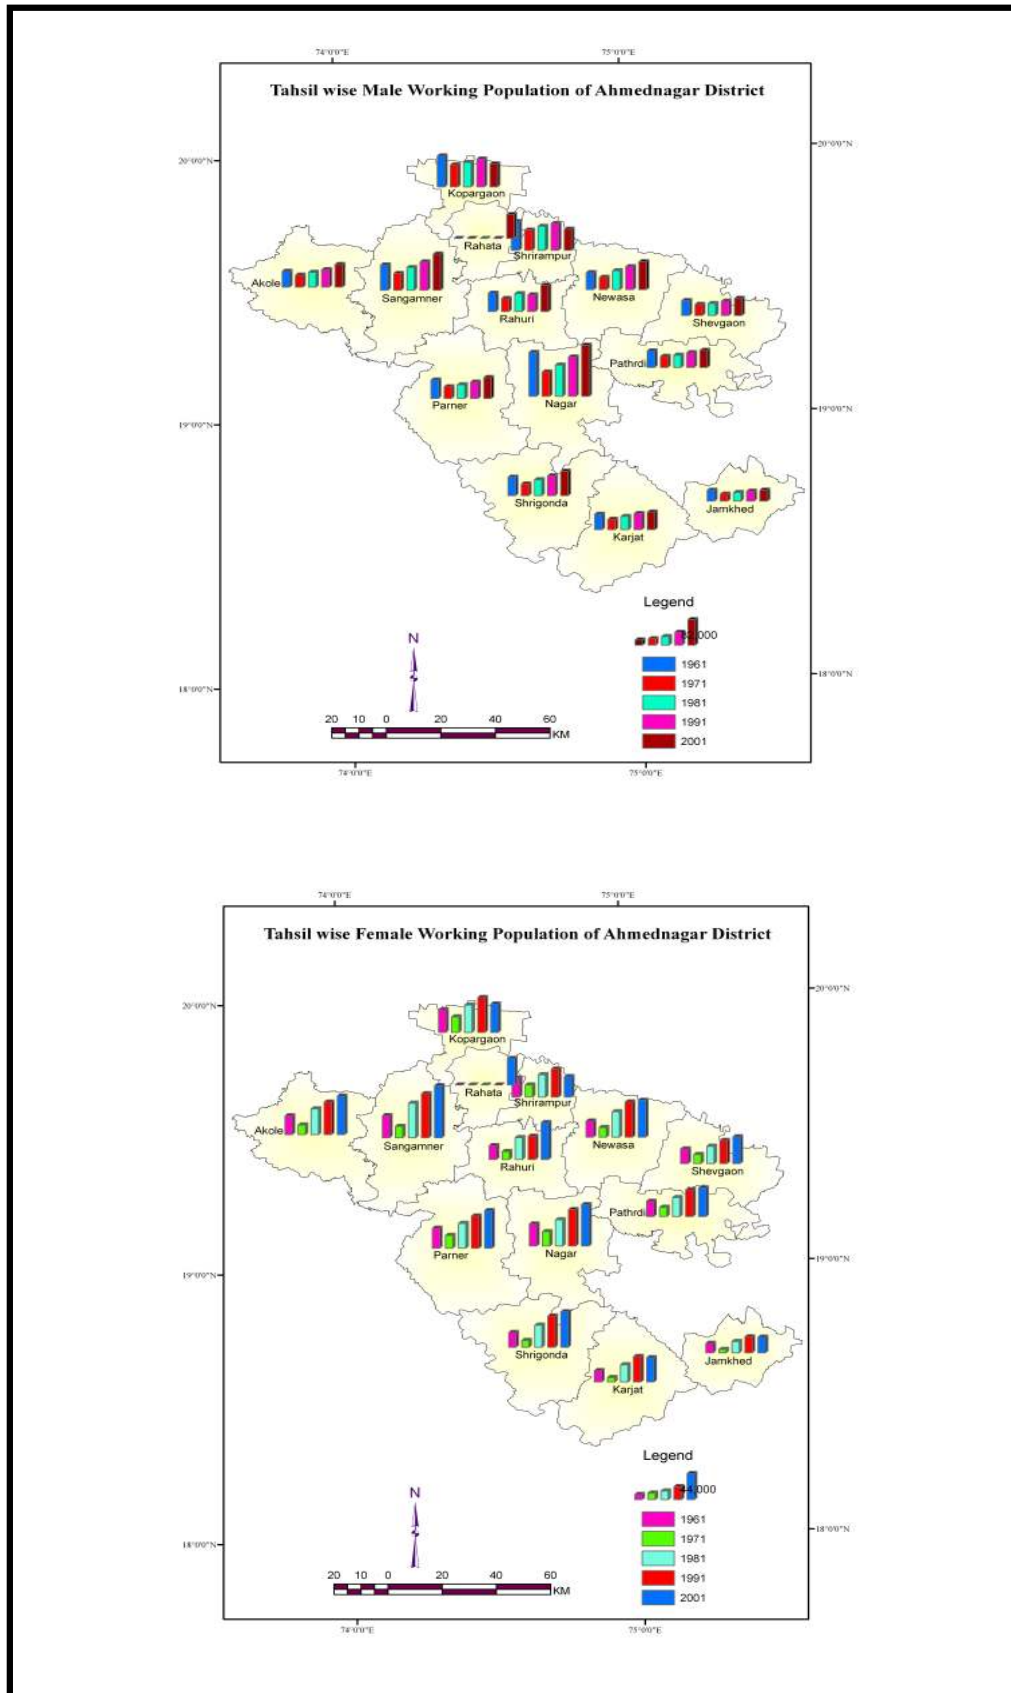 74°0'0"E 75°0'0"E
Tahsil wise Male Working Population of Ahmednagar District
20°0'0"N
20°0'0"N
Kopargaon
Rahata
Shrirampur
Akole
Sangamner
Newasa
Rahuri
Shevgaon
Pathrdi
Parner
Nagar
19°0'0"N
19°0'0"N
Shrigonda
Jamkhed
Karjat
Legend
N
1961
18°0'0"N
1971
18°0'0"N
1981
20 10 0 20 40 60
1991
KM
2001
74°0'0"E 75°0'0"E
74°0'0"E 75°0'0"E
Tahsil wise Female Working Population of Ahmednagar District
20°0'0"N
20°0'0"N
Kopargaon
Rahata
Shrirampur
Akole
Sangamner
Newasa
Rahuri
Shevgaon
Pathrdi
Parner
Nagar
19°0'0"N
19°0'0"N
Shrigonda
Jamkhed
Karjat
Legend
44,000
N
1961
18°0'0"N
1971
18°0'0"N
1981
20 10 0 20 40 60
1991
KM
2001
74°0'0"E 75°0'0"E